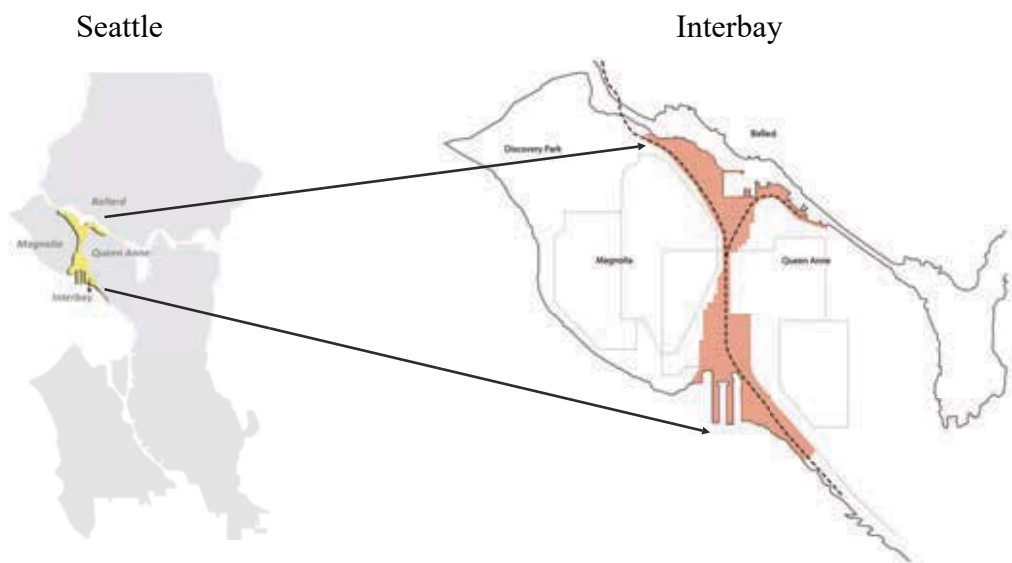 Seattle
Interbay
Ballard
Magnolia
Queen Anne
Interbay
Ballard
Discovery Park
Magnolia
Queen Anne